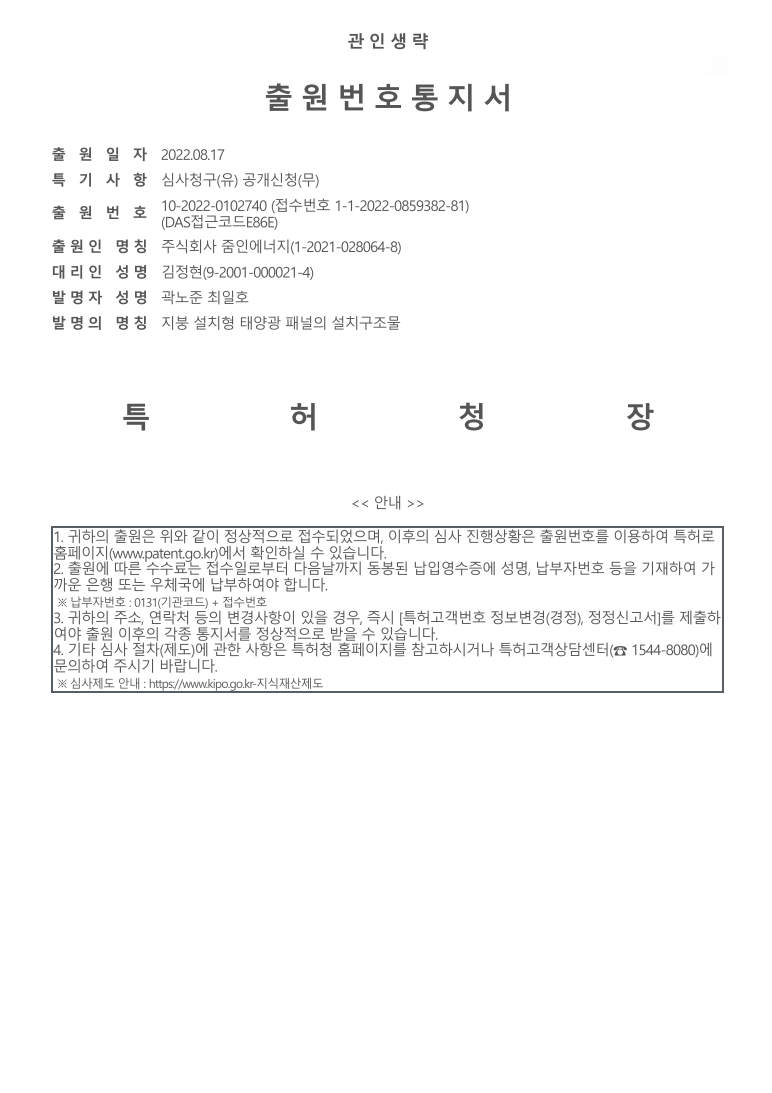 관 인 생 략
출 원 번 호 통 지 서
출 원 일 자 2022.08.17
특 기 사 항 심사청구(유) 공개신청(무)
출 원 번 호 10-2022-0102740 (접수번호 1-1-2022-0859382-81)
(DAS접근코드E86E)
출 원 인 명 칭 주식회사 줌인에너지(1-2021-028064-8)
대 리 인 성 명 김정현(9-2001-000021-4)
발 명 자 성 명 곽노준 최일호
발 명 의 명 칭 지붕 설치형 태양광 패널의 설치구조물
특 허 청 장
<< 안내 >>
1. 귀하의 출원은 위와 같이 정상적으로 접수되었으며, 이후의 심사 진행상황은 출원번호를 이용하여 특허로
홈페이지(www.patent.go.kr)에서 확인하실 수 있습니다.
2. 출원에 따른 수수료는 접수일로부터 다음날까지 동봉된 납입영수증에 성명, 납부자번호 등을 기재하여 가
까운 은행 또는 우체국에 납부하여야 합니다.
※ 납부자번호 : 0131(기관코드) + 접수번호
3. 귀하의 주소, 연락처 등의 변경사항이 있을 경우, 즉시 [특허고객번호 정보변경(경정), 정정신고서]를 제출하
여야 출원 이후의 각종 통지서를 정상적으로 받을 수 있습니다.
4. 기타 심사 절차(제도)에 관한 사항은 특허청 홈페이지를 참고하시거나 특허고객상담센터(☎ 1544-8080)에
문의하여 주시기 바랍니다.
※ 심사제도 안내 : https://www.kipo.go.kr-지식재산제도